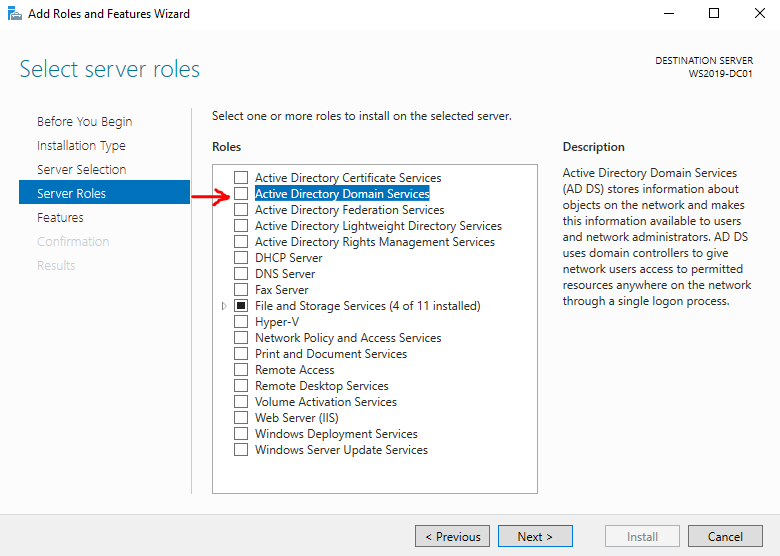 Add Roles and Features Wizard
Select server roles
DESTINATION SERVER
WS2019-DC01
Before You Begin
Installation Type
Server Selection
Server Roles
Features
Confirmation
Results
Select one or more roles to install on the selected server.
Roles
Active Directory Certificate Services
Active Directory Domain Services
Active Directory Federation Services
Active Directory Lightweight Directory Services
Active Directory Rights Management Services
DHCP Server
DNS Server
Fax Server
File and Storage Services (4 of 11 installed)
Hyper-V
Network Policy and Access Services
Print and Document Services
Remote Access
Remote Desktop Services
Volume Activation Services
Web Server (IIS)
Windows Deployment Services
Windows Server Update Services
Description
Active Directory Domain Services
(AD DS) stores information about
objects on the network and makes
this information available to users
and network administrators. AD DS
uses domain controllers to give
network users access to permitted
resources anywhere on the network
through a single logon process.
< Previous
Next >
Install
Cancel